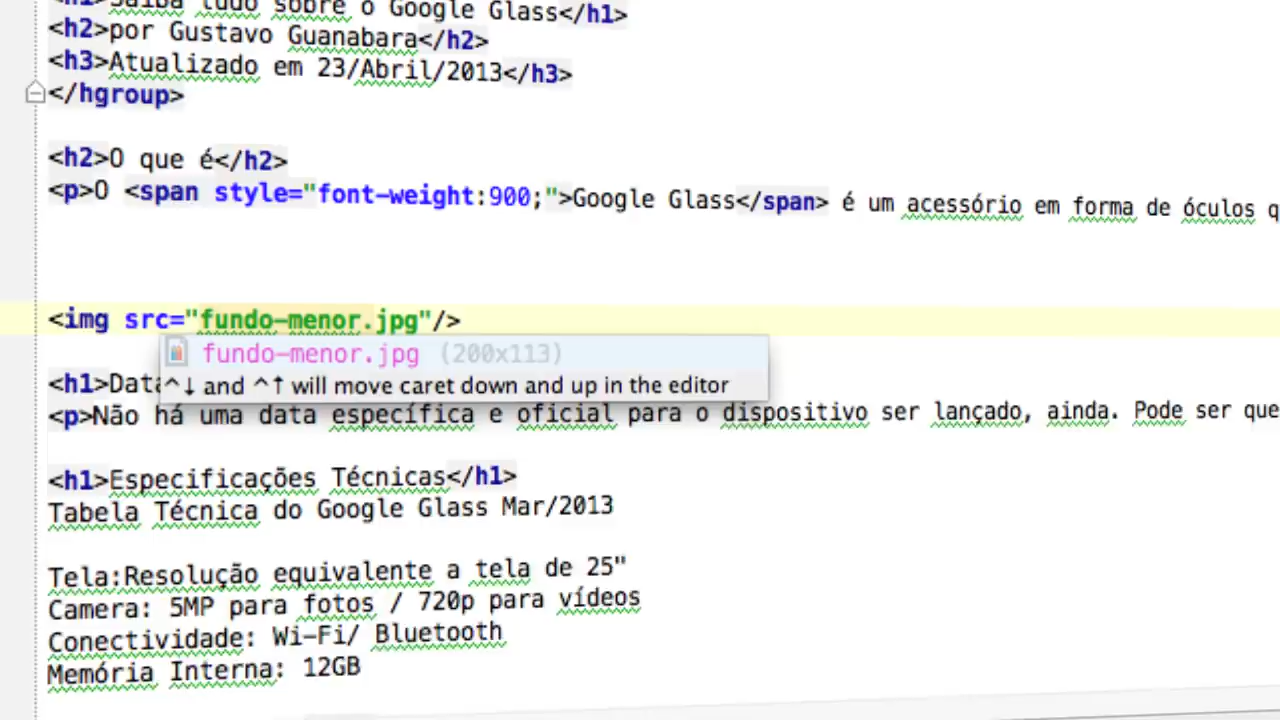 <h1>Saiba tudo sobre o Google Glass</h1>
<h2>por Gustavo Guanabara</h2>
<h3>Atualizado em 23/Abril/2013</h3>
</hgroup>
<h2>O que é</h2>
<p>O <span style="font-weight:900;">Google Glass</span> é um acessório em forma de óculos q
<img src="fundo-menor.jpg"/>
fundo-menor.jpg (200x113)
^↓ and ^↑ will move caret down and up in the editor
<h1>Data
<p>Não há uma data específica e oficial para o dispositivo ser lançado, ainda. Pode ser que
<h1>Especificações Técnicas</h1>
Tabela Técnica do Google Glass Mar/2013
Tela:Resolução equivalente a tela de 25"
Camera: 5MP para fotos / 720p para vídeos
Conectividade: Wi-Fi/ Bluetooth
Memória Interna: 12GB